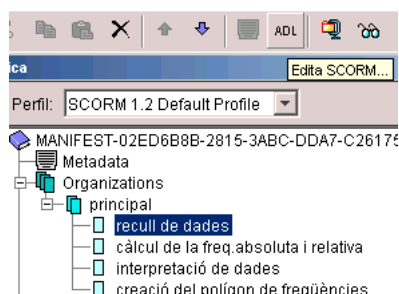 ADL
ica
Edita SCORM...
Perfil: SCORM 1.2 Default Profile
MANIFEST-02ED6B8B-2815-3ABC-DDA7-C26175
Metadata
Organizations
principal
recull de dades
càlcul de la freq.absoluta i relativa
interpretació de dades
creació del polígon de freqüències